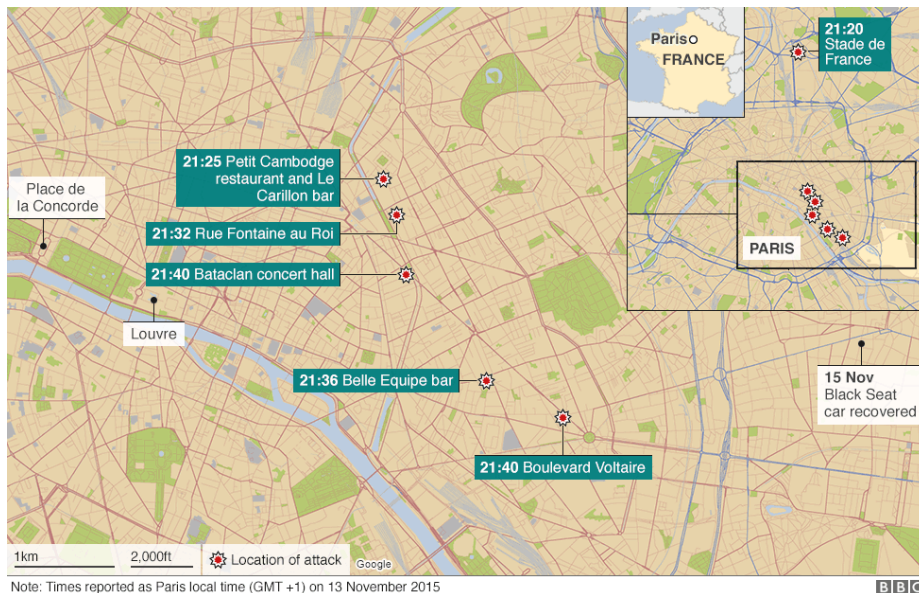 21:20
Stade de
France
Paris
FRANCE
21:25 Petit Cambodge
restaurant and Le
Carillon bar
Place de
la Concorde
21:32 Rue Fontaine au Roi
PARIS
21:40 Bataclan concert hall
Louvre
21:36 Belle Equipe bar
15 Nov
Black Seat
car recovered
21:40 Boulevard Voltaire
1km
2,000ft
Location of attack
Google
Note: Times reported as Paris local time (GMT +1) on 13 November 2015
BBC